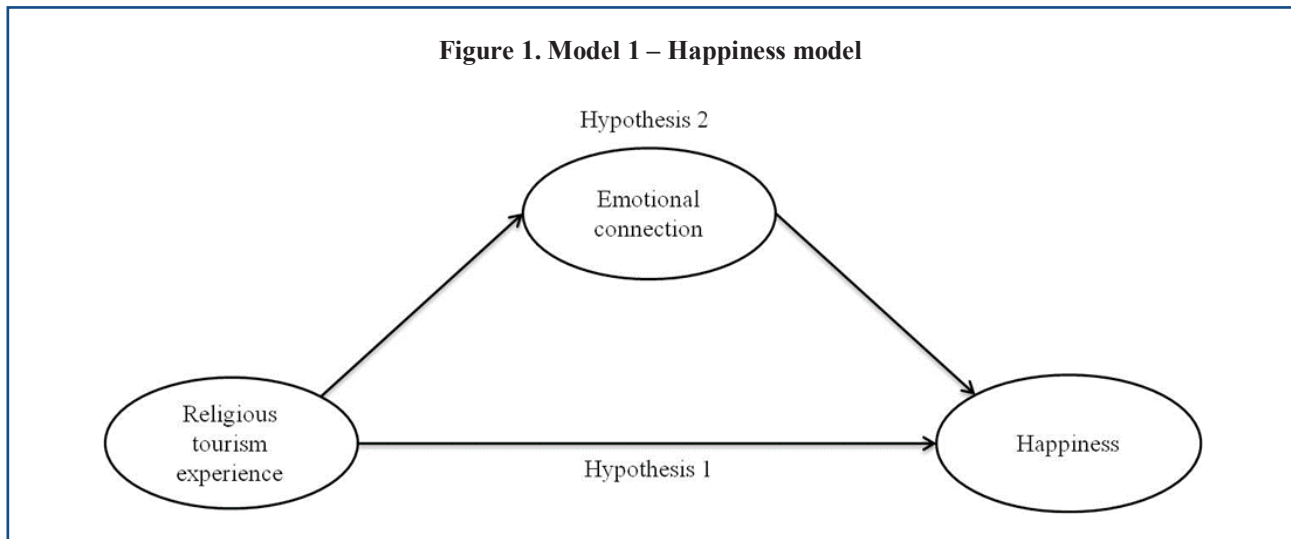 Figure 1. Model 1 – Happiness model
Hypothesis 2
Emotional
connection
Religious
tourism
experience
Hypothesis 1
Happiness